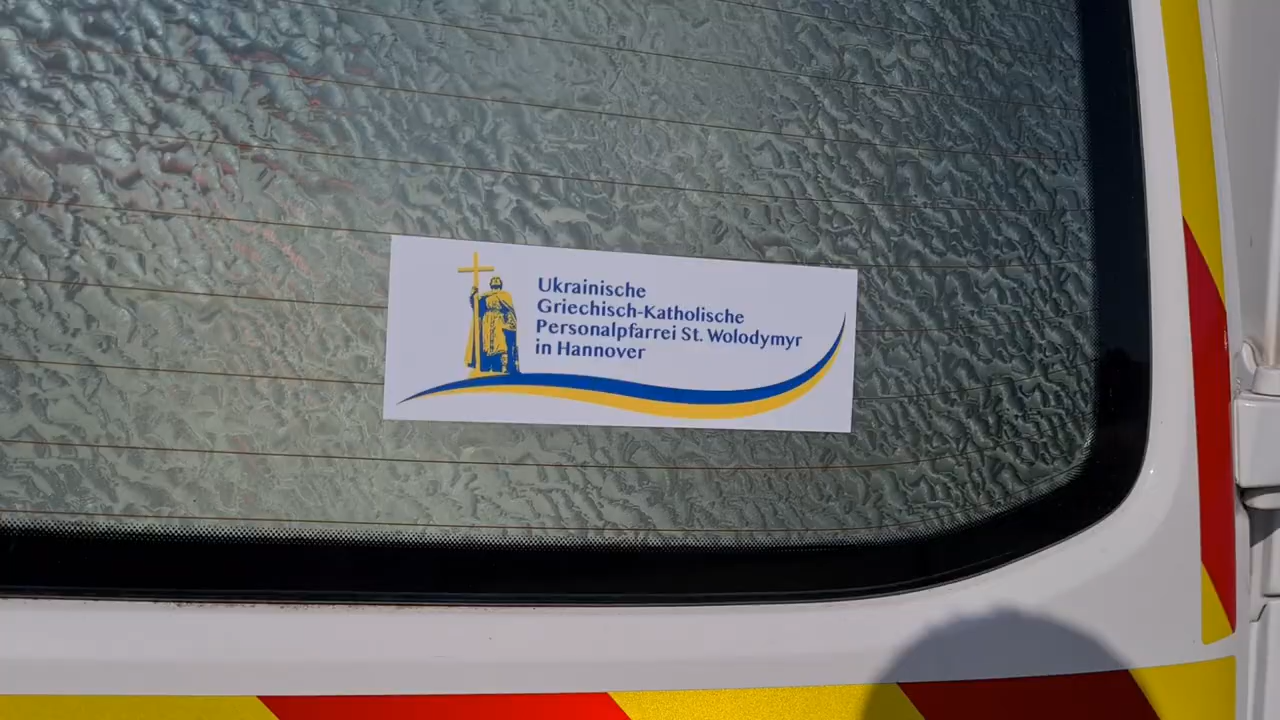 Ukrainische
Griechisch-Katholische
Personalpfarrei St. Wolodymyr
in Hannover